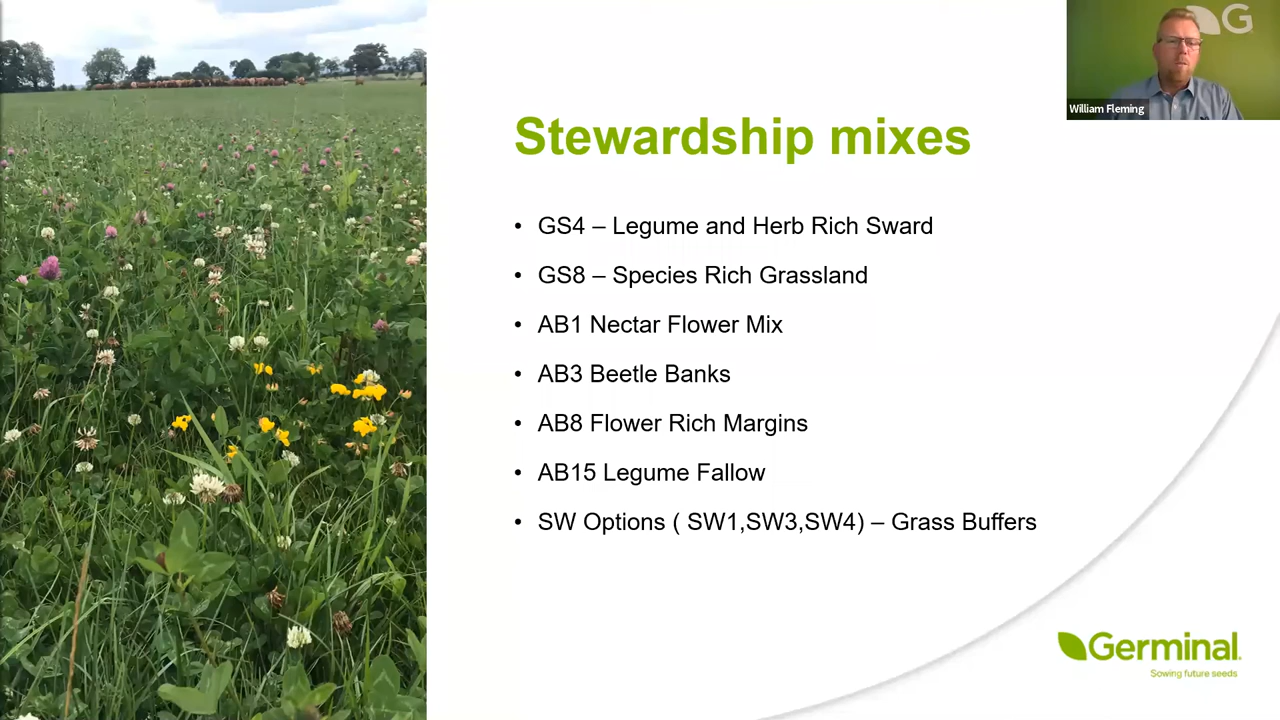 G
William Fleming
Stewardship mixes
• GS4 – Legume and Herb Rich Sward
• GS8 – Species Rich Grassland
• AB1 Nectar Flower Mix
• AB3 Beetle Banks
• AB8 Flower Rich Margins
• AB15 Legume Fallow
• SW Options ( SW1,SW3,SW4) – Grass Buffers
Germinal.
Sowing future seeds